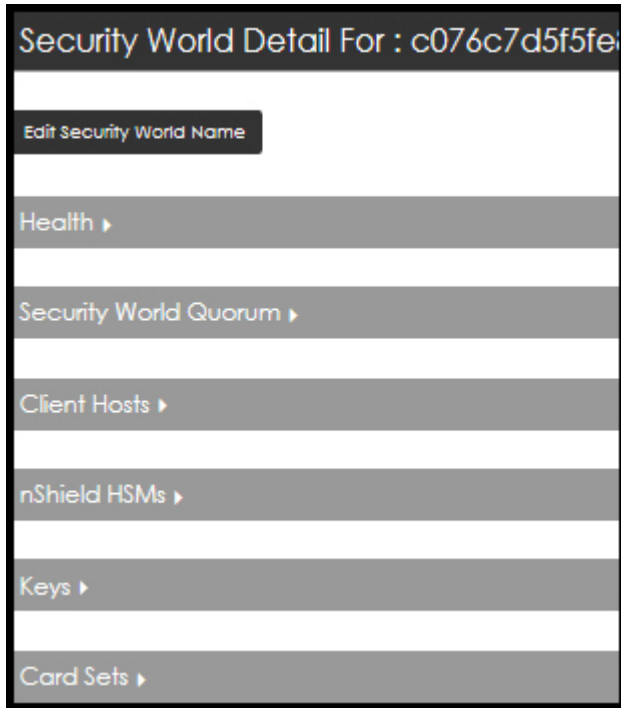 Security World Detail For : c076c7d5f5fe
Edit Security World Name
Health
Security World Quorum
Client Hosts
nShield HSMs
Keys
Card Sets